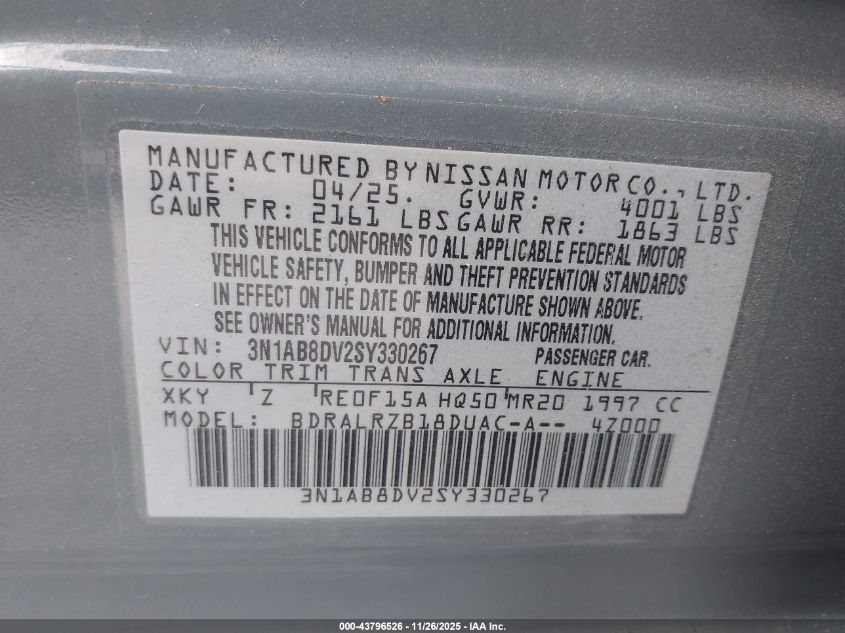 MANUFACTURED BY NISSAN MOTOR CO., LTD.
DATE: 04/25. GVWR: 4001 LBS
GAWR FR: 2161 LBS GAWR RR: 1863 LBS
THIS VEHICLE CONFORMS TO ALL APPLICABLE FEDERAL MOTOR
VEHICLE SAFETY, BUMPER AND THEFT PREVENTION STANDARDS
IN EFFECT ON THE DATE OF MANUFACTURE SHOWN ABOVE.
SEE OWNER'S MANUAL FOR ADDITIONAL INFORMATION.
VIN: 3N1AB8DV2SY330267 PASSENGER CAR.
COLOR TRIM TRANS AXLE ENGINE
XKY Z RE0F15A HQ50 MR20 1997 CC
MODEL: BDRALRZB18DUAC-A-- 4Z000
3N1AB8DV2SY330267
000-43796526 - 11/26/2025 - IAA Inc.